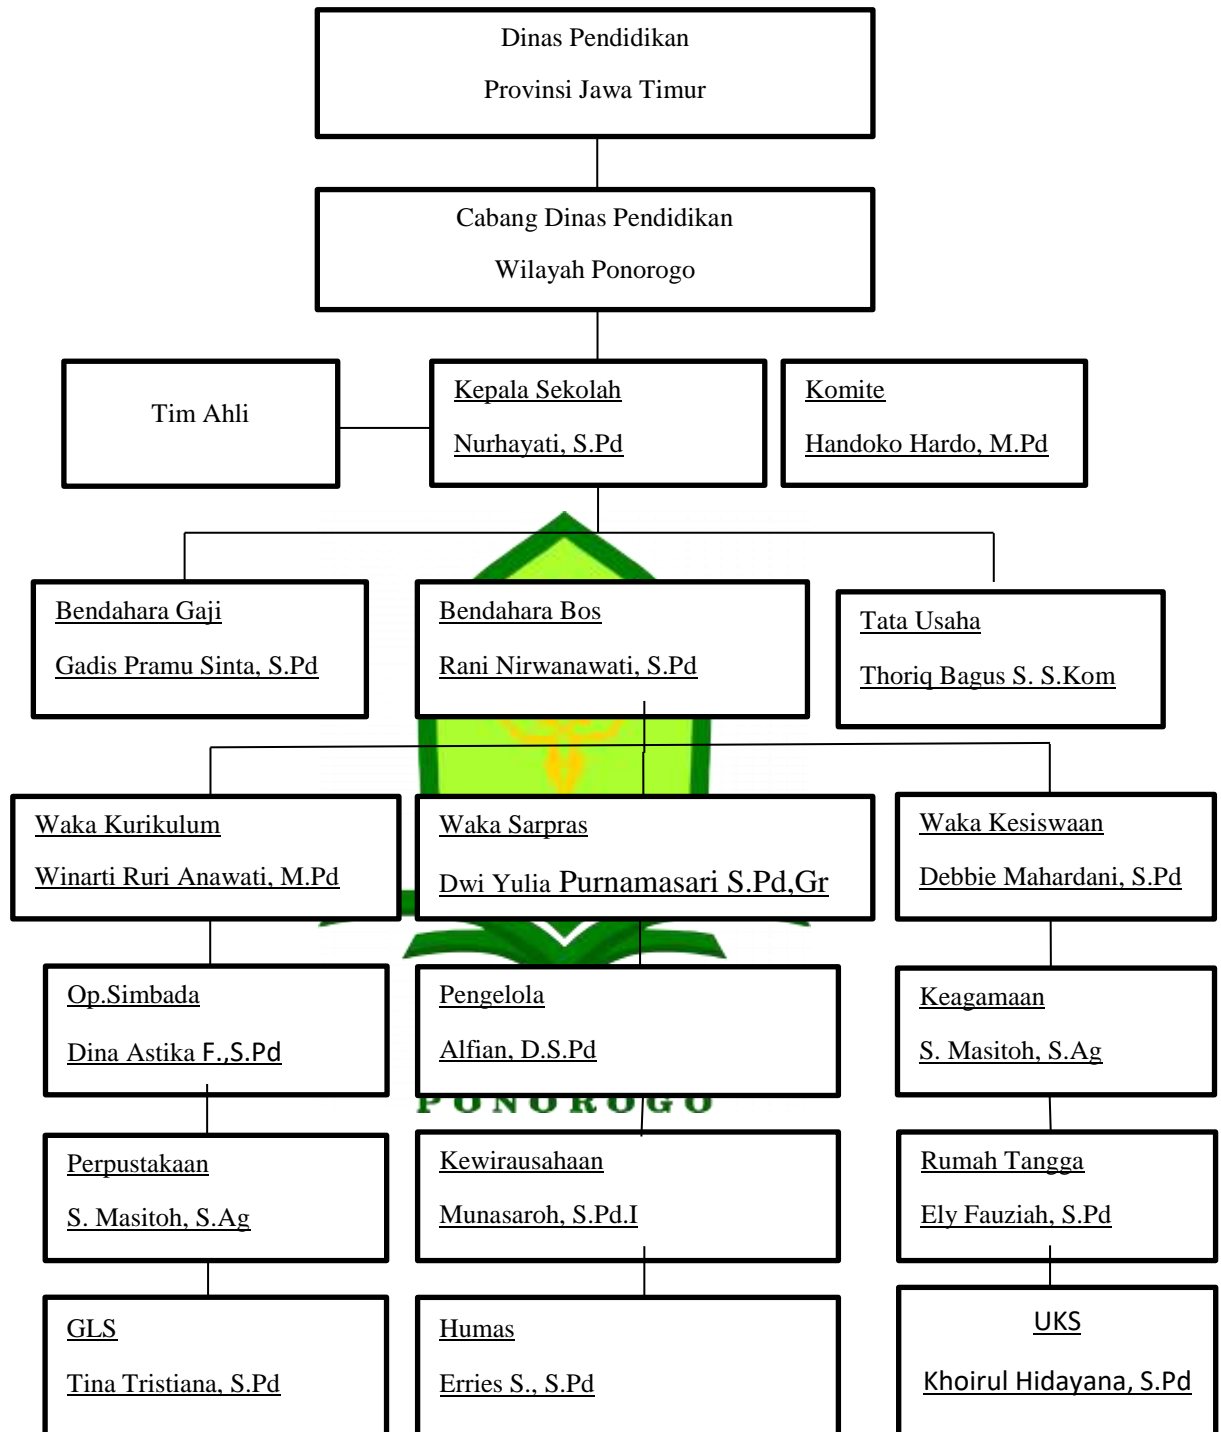 Dinas Pendidikan
Provinsi Jawa Timur
Cabang Dinas Pendidikan
Wilayah Ponorogo
Tim Ahli
Kepala Sekolah
Nurhayati, S.Pd
Komite
Handoko Hardo, M.Pd
Bendahara Gaji
Gadis Pramu Sinta, S.Pd
Bendahara Bos
Rani Nirwanawati, S.Pd
Tata Usaha
Thoriq Bagus S. S.Kom
Waka Kurikulum
Winarti Ruri Anawati, M.Pd
Waka Sarpras
Dwi Yulia Purnamasari S.Pd,Gr
Waka Kesiswaan
Debbie Mahardani, S.Pd
Op.Simbada
Dina Astika F.,S.Pd
Pengelola
Alfian, D.S.Pd
Keagamaan
S. Masitoh, S.Ag
PONOROGO
Perpustakaan
S. Masitoh, S.Ag
Kewirausahaan
Munasaroh, S.Pd.I
Rumah Tangga
Ely Fauziah, S.Pd
GLS
Tina Tristiana, S.Pd
Humas
Erries S., S.Pd
UKS
Khoirul Hidayana, S.Pd